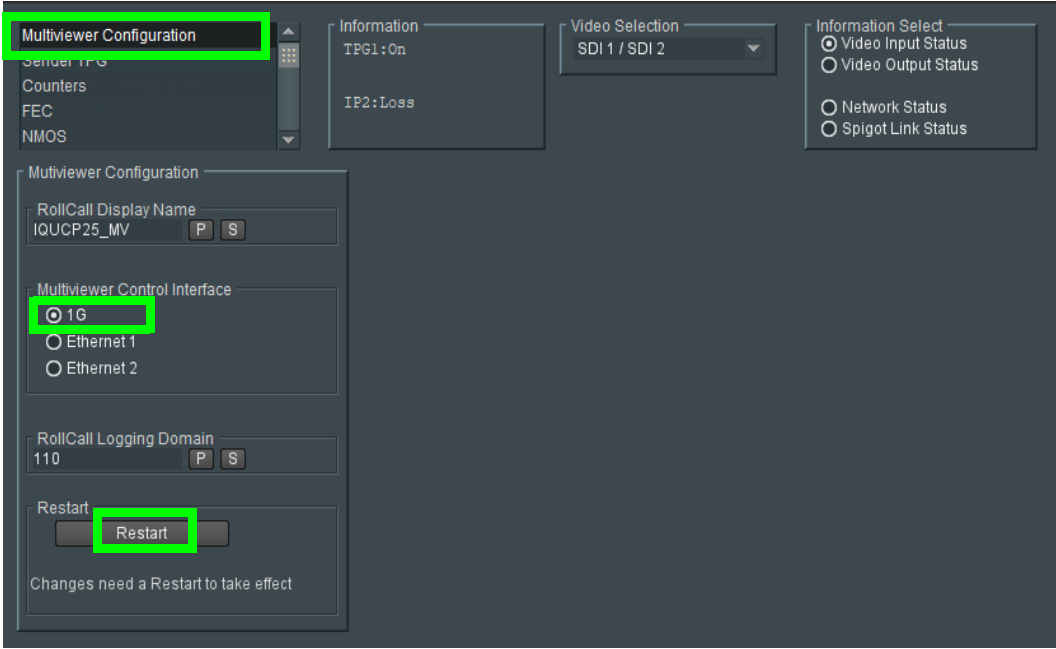 Multiviewer Configuration
Sender TPG
Counters
FEC
NMOS
Information
TPG1:On
IP2:Loss
Video Selection
SDI 1 / SDI 2
Information Select
Video Input Status
Video Output Status
Network Status
Spigot Link Status
Mutiviewer Configuration
RollCall Display Name
IQUCP25_MV P S
Multiviewer Control Interface
1G
Ethernet 1
Ethernet 2
RollCall Logging Domain
110 P S
Restart
Restart
Changes need a Restart to take effect